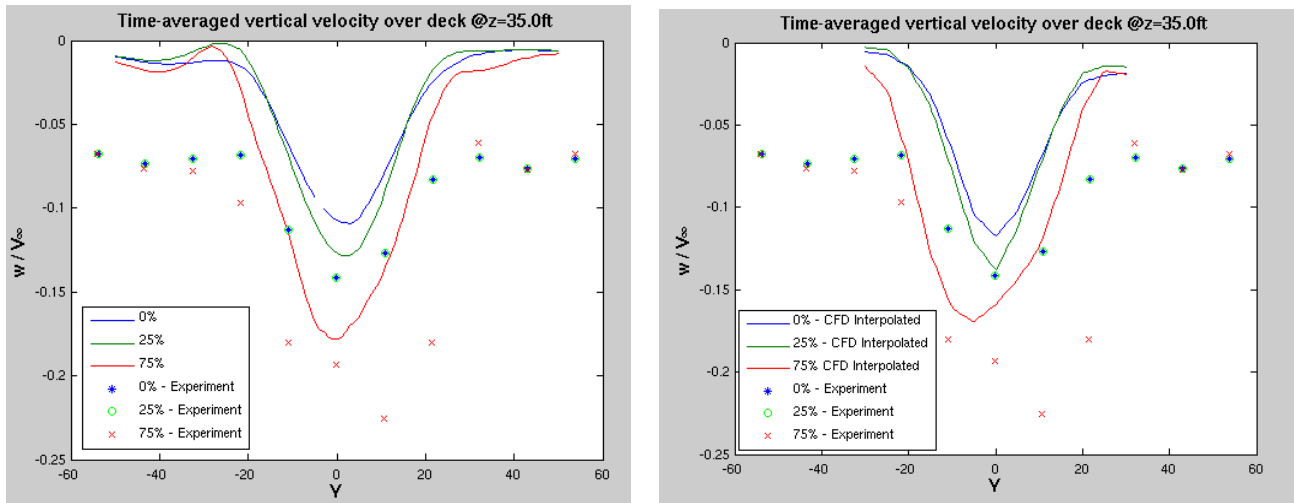 Time-averaged vertical velocity over deck @z=35.0ft
0
-0.05
-0.1
-0.15
-0.2
-0.25
w / V∞
0%
25%
75%
0% - Experiment
25% - Experiment
75% - Experiment
-60 -40 -20 0 20 40 60
Y
Time-averaged vertical velocity over deck @z=35.0ft
0
-0.05
-0.1
-0.15
-0.2
-0.25
w / V∞
0% - CFD Interpolated
25% - CFD Interpolated
75% CFD Interpolated
0% - Experiment
25% - Experiment
75% - Experiment
-60 -40 -20 0 20 40 60
Y